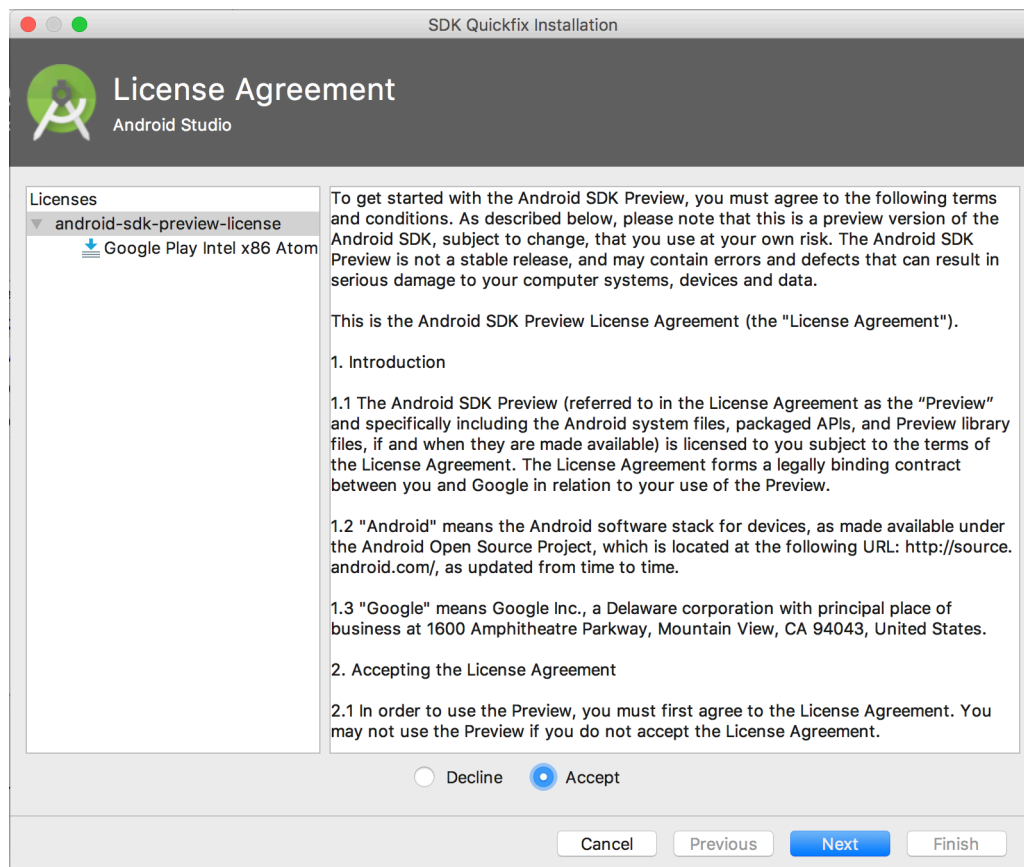 SDK Quickfix Installation
License Agreement
Android Studio
Licenses
android-sdk-preview-license
Google Play Intel x86 Atom
To get started with the Android SDK Preview, you must agree to the following terms
and conditions. As described below, please note that this is a preview version of the
Android SDK, subject to change, that you use at your own risk. The Android SDK
Preview is not a stable release, and may contain errors and defects that can result in
serious damage to your computer systems, devices and data.
This is the Android SDK Preview License Agreement (the "License Agreement").
1. Introduction
1.1 The Android SDK Preview (referred to in the License Agreement as the “Preview”
and specifically including the Android system files, packaged APIs, and Preview library
files, if and when they are made available) is licensed to you subject to the terms of
the License Agreement. The License Agreement forms a legally binding contract
between you and Google in relation to your use of the Preview.
1.2 "Android" means the Android software stack for devices, as made available under
the Android Open Source Project, which is located at the following URL: http://source.
android.com/, as updated from time to time.
1.3 "Google" means Google Inc., a Delaware corporation with principal place of
business at 1600 Amphitheatre Parkway, Mountain View, CA 94043, United States.
2. Accepting the License Agreement
2.1 In order to use the Preview, you must first agree to the License Agreement. You
may not use the Preview if you do not accept the License Agreement.
Decline
Accept
Cancel
Previous
Next
Finish